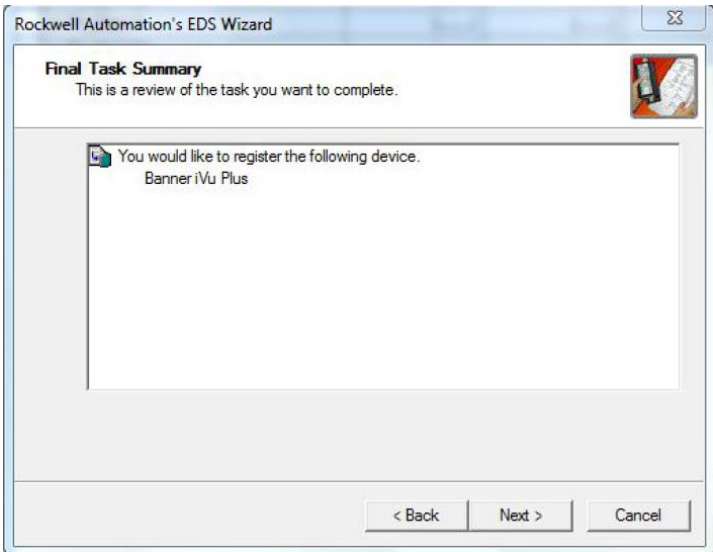 Rockwell Automation's EDS Wizard
Final Task Summary
This is a review of the task you want to complete.
You would like to register the following device.
Banner iVu Plus
< Back
Next >
Cancel